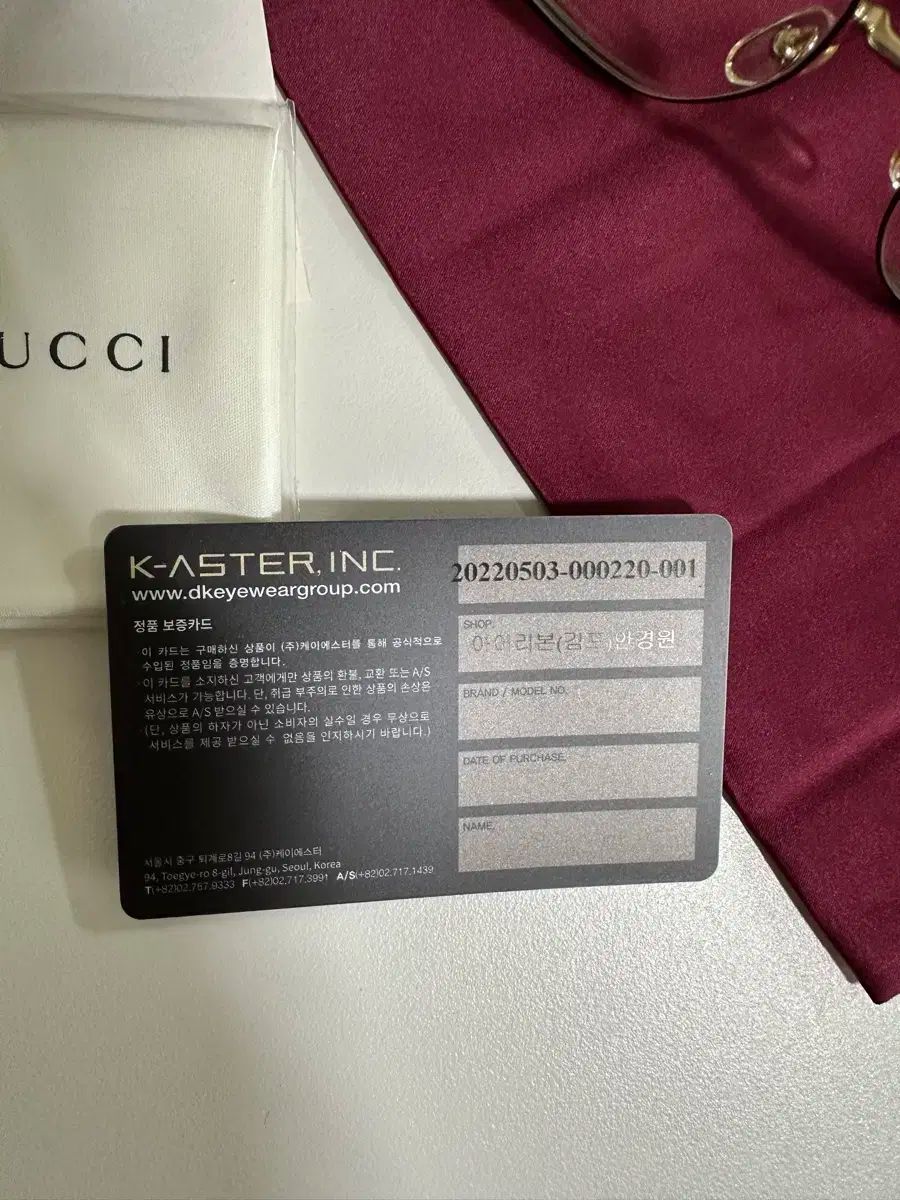 UCCI
K-ASTER, INC.
www.dkeyeweargroup.com
정품 보증카드
이 카드는 구매하신 상품이 (주)케이에스터를 통해 공식적으로
수입된 정품임을 증명합니다.
·이 카드를 소지하신 고객에게만 상품의 환불, 교환 또는 A/S
서비스가 가능합니다. 단, 취급 부주의로 인한 상품의 손상은
유상으로 A/S 받으실 수 있습니다.
·(단, 상품의 하자가 아닌 소비자의 실수일 경우 무상으로
서비스를 제공 받으실 수 없음을 인지하시기 바랍니다.)
서울시 중구 퇴계로8길 94 (주)케이에스터
94, Toegye-ro 8-gil, Jung-gu, Seoul, Korea
T(+82)02.757.9333 F(+82)02.717.3991 A/S(+82)02.717.1439
20220503-000220-001
SHOP.
아이리본(김포)안경원
BRAND / MODEL NO.
DATE OF PURCHASE.
NAME.